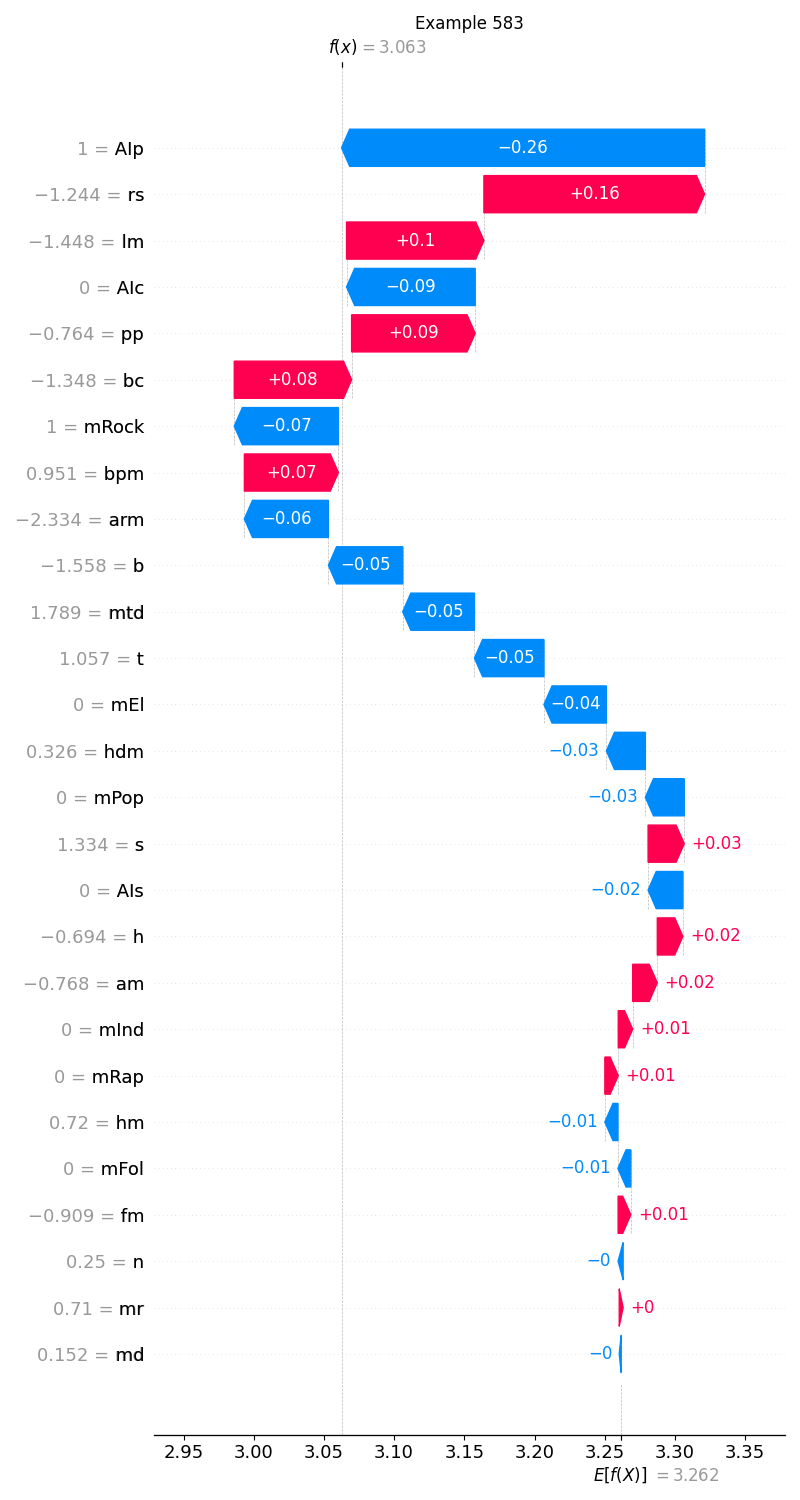 Example 583
f(x) = 3.063
1 = AIp −0.26
−1.244 = rs +0.16
−1.448 = lm +0.1
0 = AIc −0.09
−0.764 = pp +0.09
−1.348 = bc +0.08
1 = mRock −0.07
0.951 = bpm +0.07
−2.334 = arm −0.06
−1.558 = b −0.05
1.789 = mtd −0.05
1.057 = t −0.05
0 = mEl −0.04
0.326 = hdm −0.03
0 = mPop −0.03
1.334 = s +0.03
0 = AIs −0.02
−0.694 = h +0.02
−0.768 = am +0.02
0 = mInd +0.01
0 = mRap +0.01
0.72 = hm −0.01
0 = mFol −0.01
−0.909 = fm +0.01
0.25 = n −0
0.71 = mr +0
0.152 = md −0
2.95 3.00 3.05 3.10 3.15 3.20 3.25 3.30 3.35
E[f(X)] = 3.262